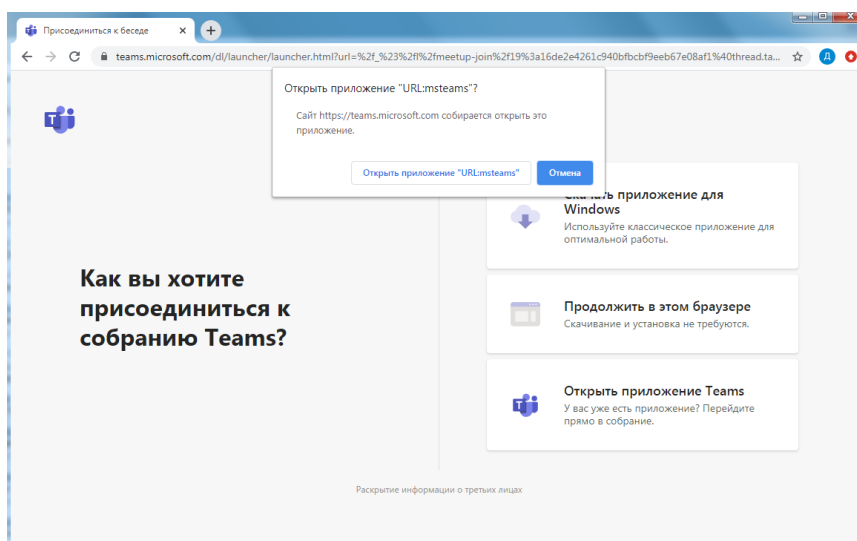 Присоединиться к беседе
teams.microsoft.com/dl/launcher/launcher.html?url=%2f_%23%2fl%2fmeetup-join%2f19%3a16de2e4261c940bfbcbf9eeb67e08af1%40thread.ta...
Д
Открыть приложение "URL:msteams"?
Сайт https://teams.microsoft.com собирается открыть это
приложение.
Открыть приложение "URL:msteams"
Отмена
Скачать приложение для
Windows
Используйте классическое приложение для
оптимальной работы.
Как вы хотите
присоединиться к
собранию Teams?
Продолжить в этом браузере
Скачивание и установка не требуются.
Открыть приложение Teams
У вас уже есть приложение? Перейдите
прямо в собрание.
Раскрытие информации о третьих лицах